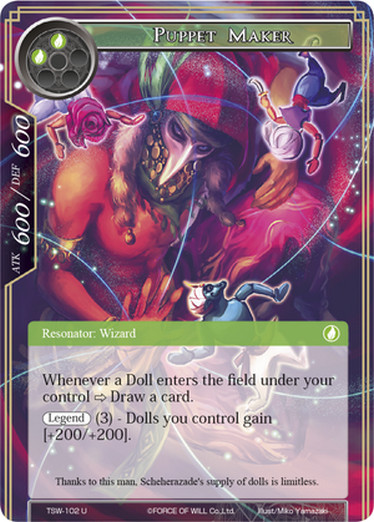 Puppet Maker
ATK 600 / DEF 600
Resonator: Wizard
Whenever a Doll enters the field under your
control ⇨ Draw a card.
Legend (3) - Dolls you control gain
[+200/+200].
Thanks to this man, Scheherazade's supply of dolls is limitless.
TSW-102 U ©FORCE OF WILL Co.,Ltd. Illust/Miko Yamazaki